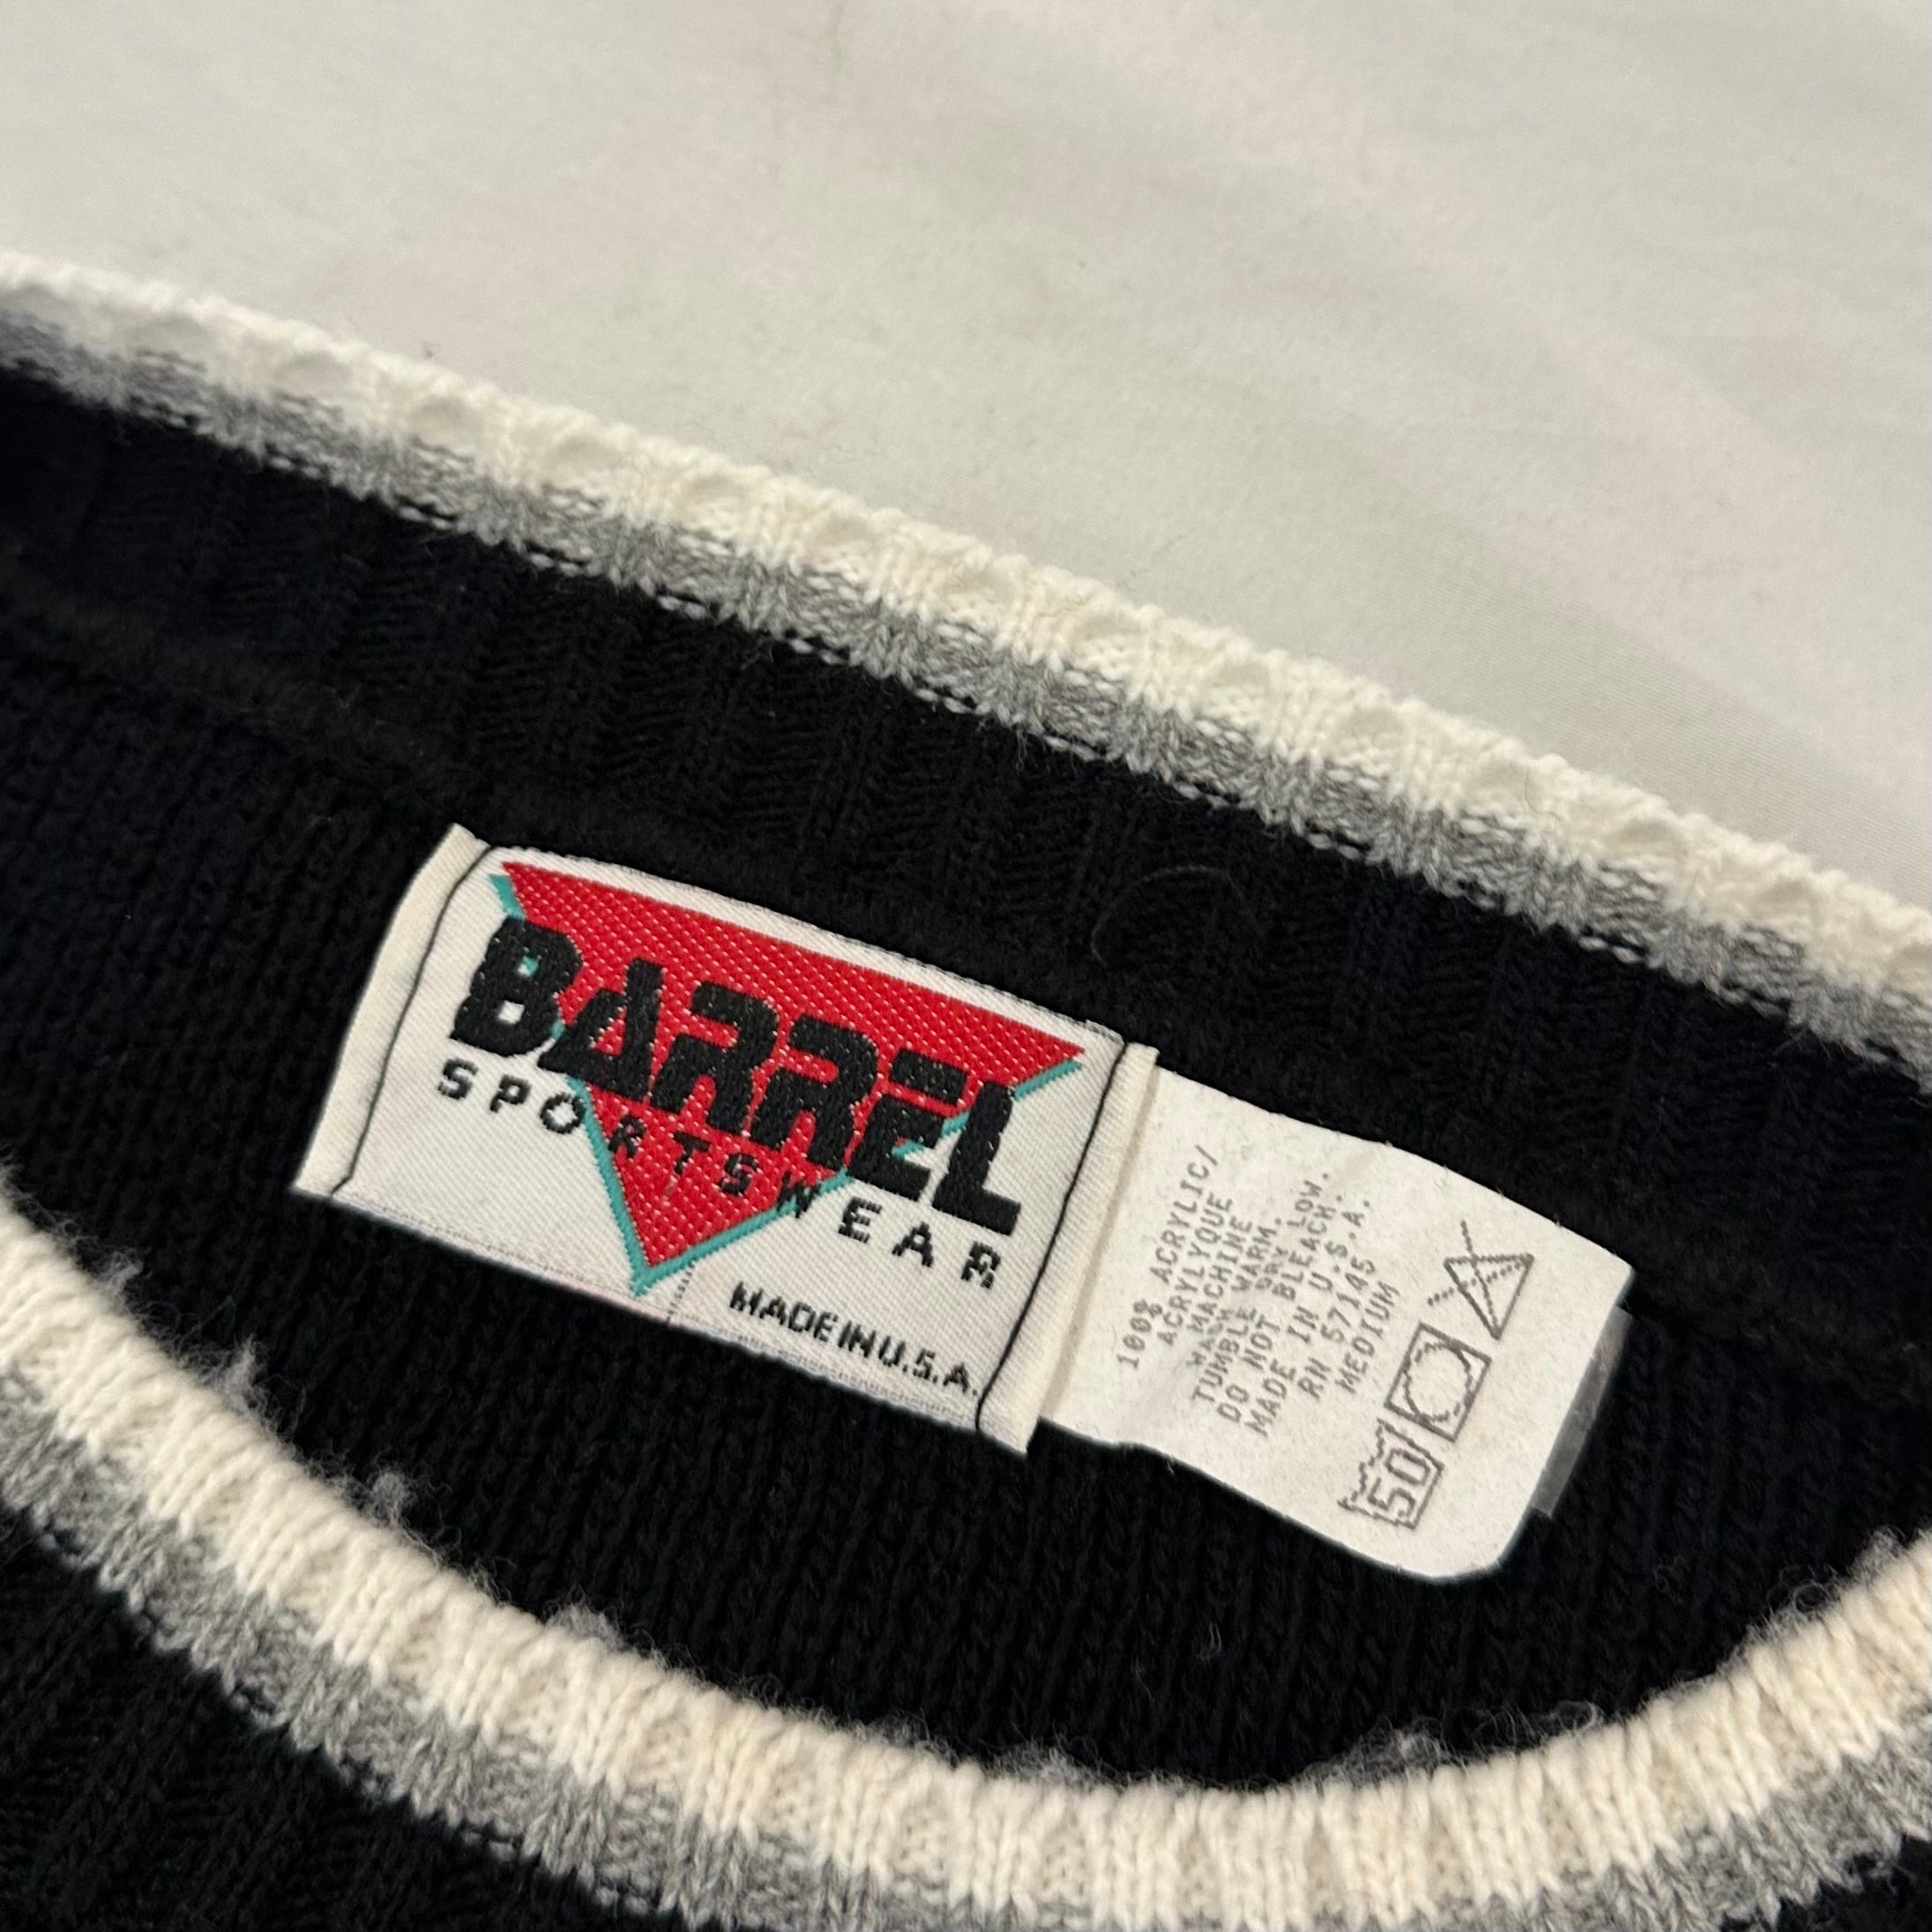 BARREL
SPORTSWEAR
MADE IN U.S.A.
100% ACRYLIC/
ACRYLYQUE
MACHINE
WASH WARM.
TUMBLE DRY LOW.
DO NOT BLEACH.
MADE IN U.S.A.
RN 57145
MEDIUM
50